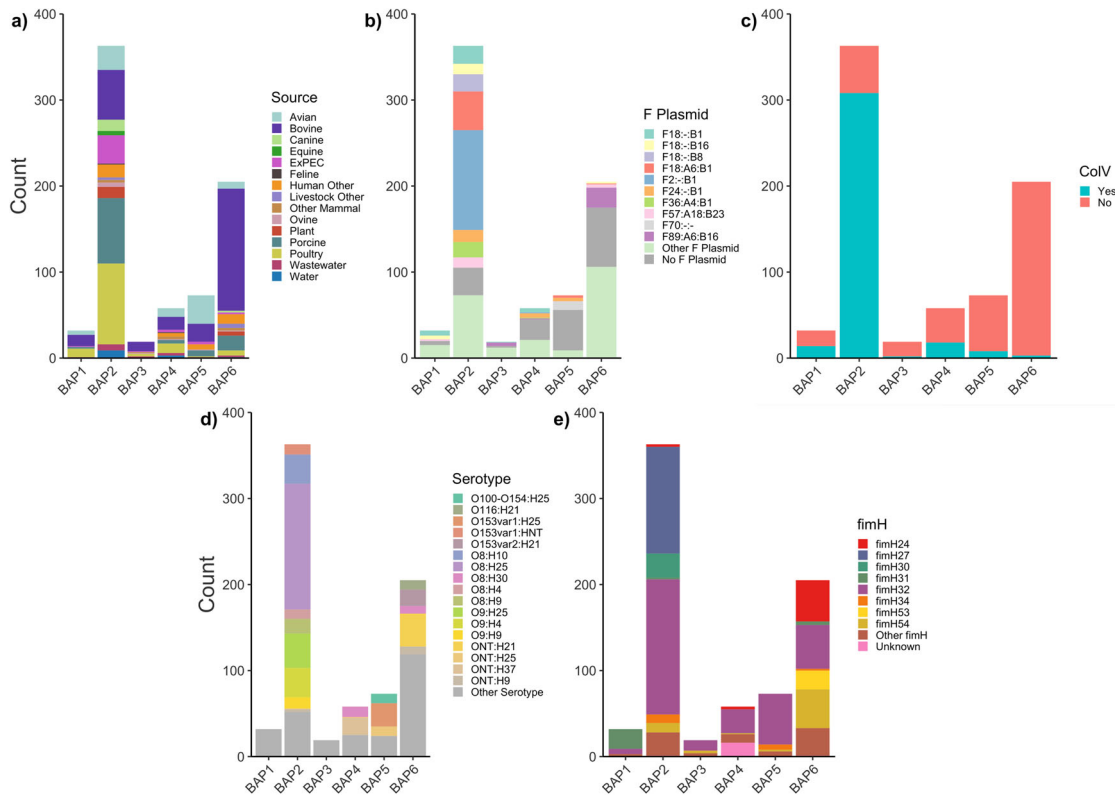 a)
400
300
200
100
0
Count
BAP1 BAP2 BAP3 BAP4 BAP5 BAP6
Source
Avian
Bovine
Canine
Equine
ExPEC
Feline
Human Other
Livestock Other
Other Mammal
Ovine
Plant
Porcine
Poultry
Wastewater
Water
b)
400
300
200
100
0
BAP1 BAP2 BAP3 BAP4 BAP5 BAP6
F Plasmid
F18:-:B1
F18:-:B16
F18:-:B8
F18:A6:B1
F2:-:B1
F24:-:B1
F36:A4:B1
F57:A18:B23
F70:-:-
F89:A6:B16
Other F Plasmid
No F Plasmid
c)
400
300
200
100
0
BAP1 BAP2 BAP3 BAP4 BAP5 BAP6
ColV
Yes
No
d)
400
300
200
100
0
Count
BAP1 BAP2 BAP3 BAP4 BAP5 BAP6
Serotype
O100-O154:H25
O116:H21
O153var1:H25
O153var1:HNT
O153var2:H21
O8:H10
O8:H25
O8:H30
O8:H4
O8:H9
O9:H25
O9:H4
O9:H9
ONT:H21
ONT:H25
ONT:H37
ONT:H9
Other Serotype
e)
400
300
200
100
0
BAP1 BAP2 BAP3 BAP4 BAP5 BAP6
fimH
fimH24
fimH27
fimH30
fimH31
fimH32
fimH34
fimH53
fimH54
Other fimH
Unknown